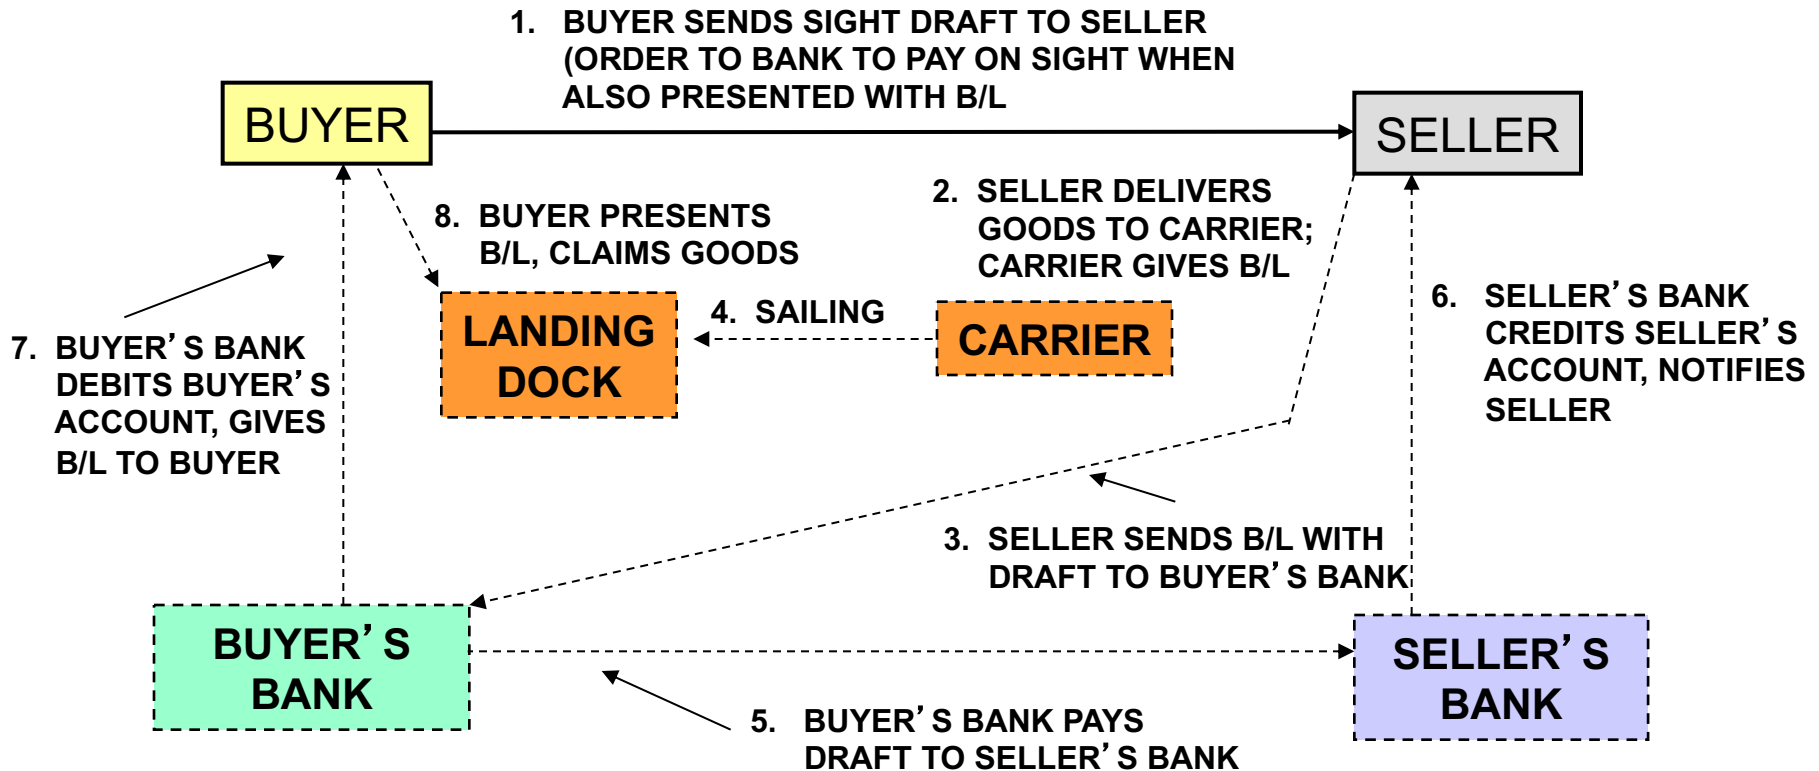 1. BUYER SENDS SIGHT DRAFT TO SELLER
(ORDER TO BANK TO PAY ON SIGHT WHEN
ALSO PRESENTED WITH B/L
BUYER
SELLER
2. SELLER DELIVERS
GOODS TO CARRIER;
CARRIER GIVES B/L
8. BUYER PRESENTS
B/L, CLAIMS GOODS
LANDING
DOCK
4. SAILING
CARRIER
6. SELLER’S BANK
CREDITS SELLER’S
ACCOUNT, NOTIFIES
SELLER
7. BUYER’S BANK
DEBITS BUYER’S
ACCOUNT, GIVES
B/L TO BUYER
3. SELLER SENDS B/L WITH
DRAFT TO BUYER’S BANK
BUYER’S
BANK
SELLER’S
BANK
5. BUYER’S BANK PAYS
DRAFT TO SELLER’S BANK